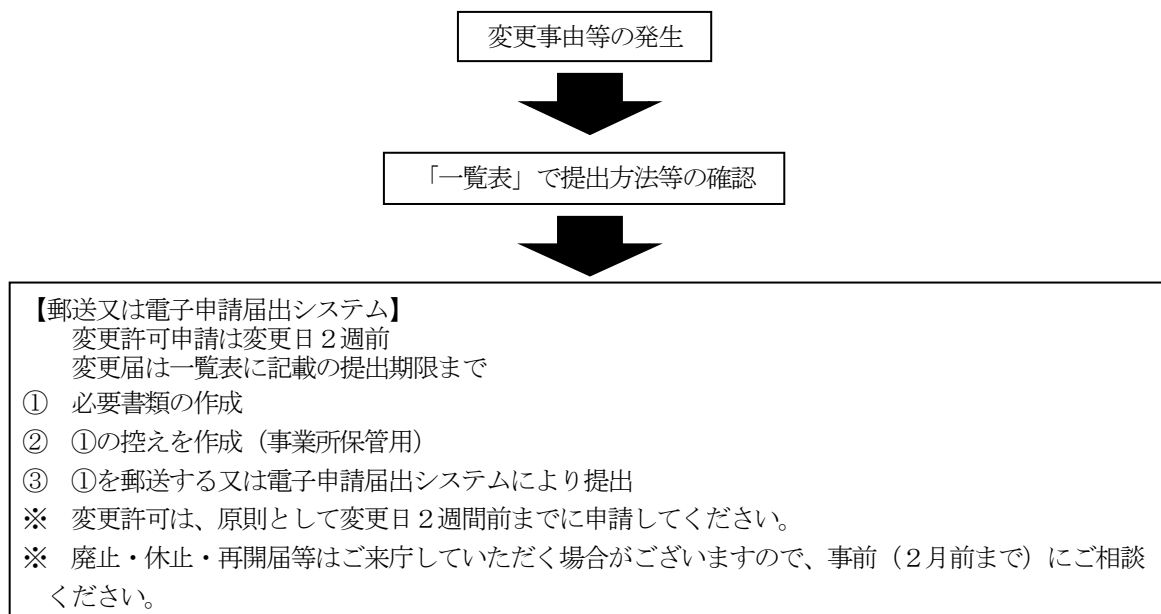 変更事由等の発生
「一覧表」で提出方法等の確認
【郵送又は電子申請届出システム】
変更許可申請は変更日２週前
変更届は一覧表に記載の提出期限まで
①　必要書類の作成
②　①の控えを作成（事業所保管用）
③　①を郵送する又は電子申請届出システムにより提出
※　変更許可は、原則として変更日２週間前までに申請してください。
※　廃止・休止・再開届等はご来庁していただく場合がございますので、事前（２月前まで）にご相談
ください。